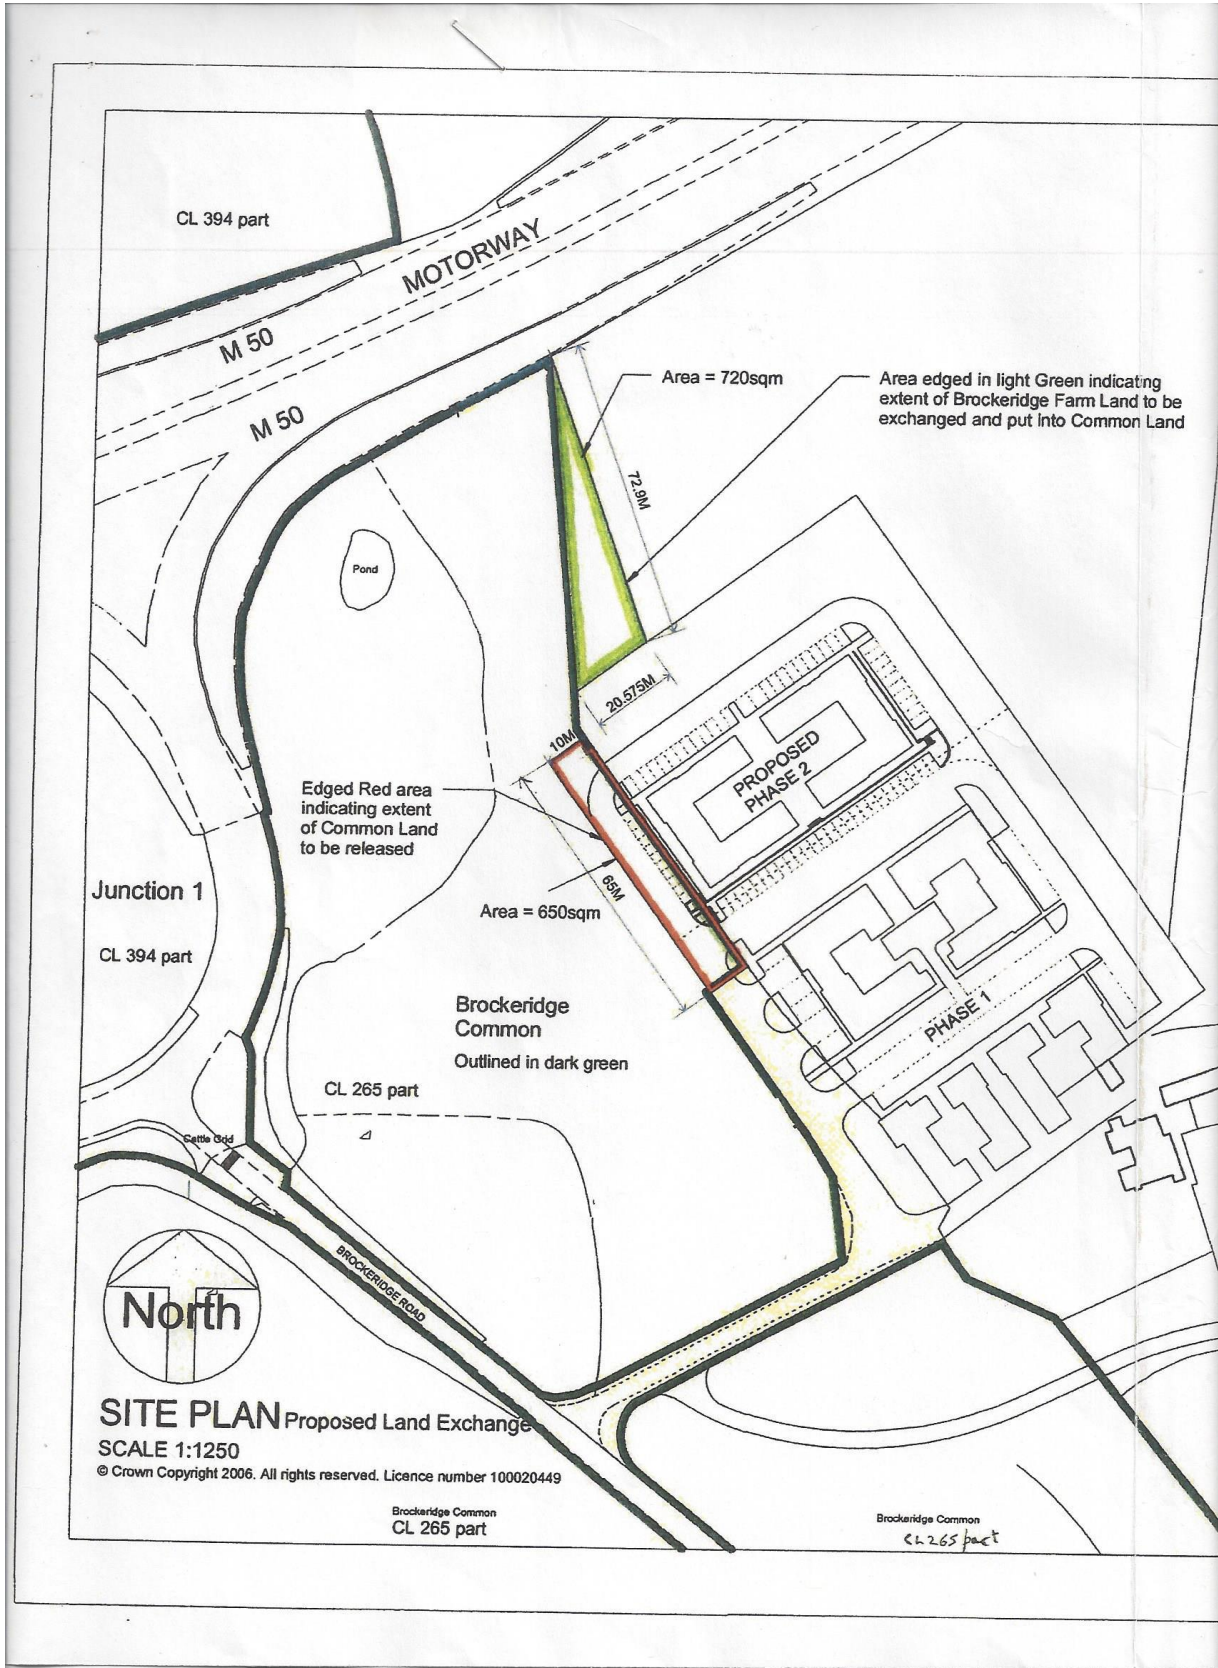 CL 394 part
MOTORWAY
M 50
M 50
Area = 720sqm
Area edged in light Green indicating
extent of Brockeridge Farm Land to be
exchanged and put into Common Land
72.9M
Pond
20.575M
10M
PROPOSED
PHASE 2
Edged Red area
indicating extent
of Common Land
to be released
65M
Area = 650sqm
Junction 1
CL 394 part
Brockeridge
Common
Outlined in dark green
PHASE 1
CL 265 part
Cattle Grid
BROCKERIDGE ROAD
North
SITE PLAN Proposed Land Exchange
SCALE 1:1250
© Crown Copyright 2006. All rights reserved. Licence number 100020449
Brockeridge Common
CL 265 part
Brockeridge Common
CL 265 part